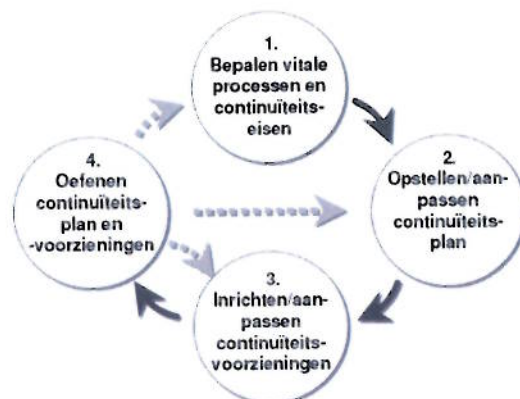 1.
Bepalen vitale
processen en
continuïteits-
eisen
2.
Opstellen/aan-
passen
continuïteits-
plan
3.
Inrichten/aan-
passen
continuïteits-
voorzieningen
4.
Oefenen
continuïteits-
plan en
-voorzieningen